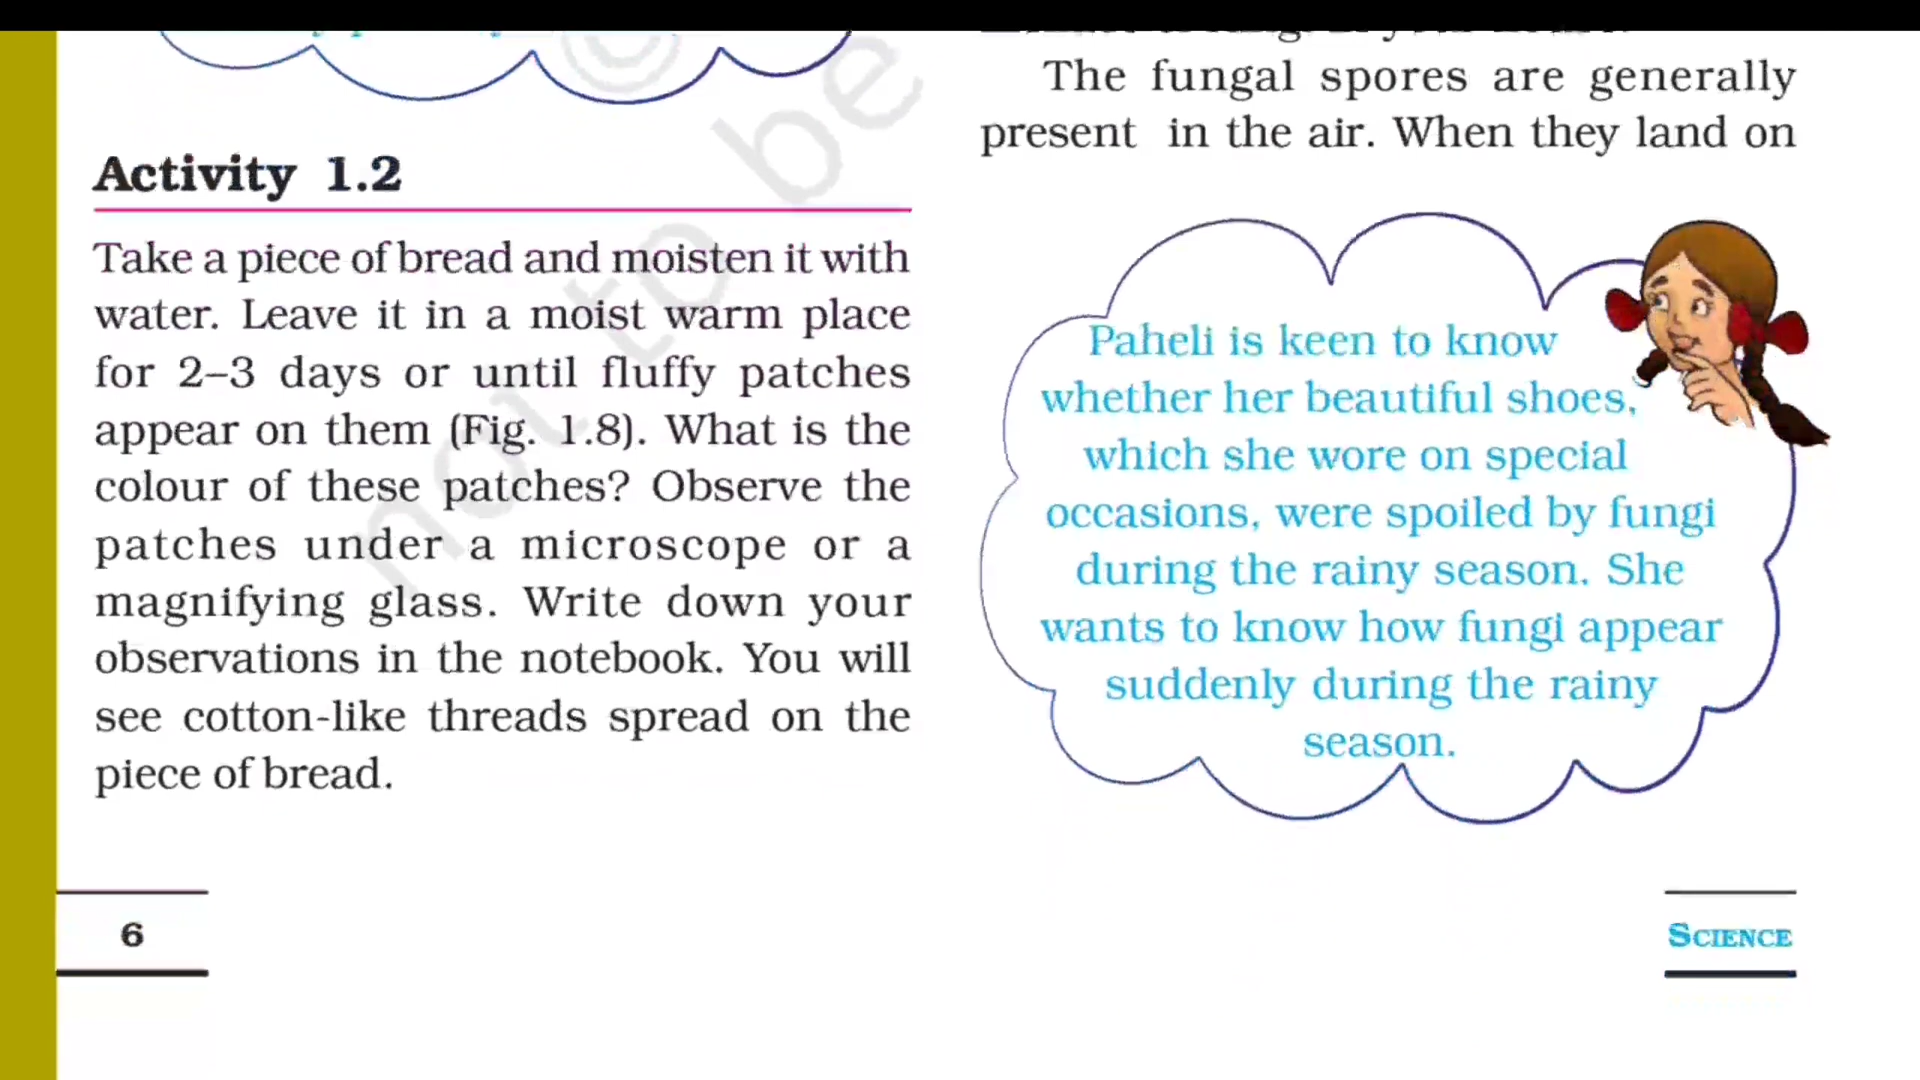 Activity 1.2
Take a piece of bread and moisten it with
water. Leave it in a moist warm place
for 2–3 days or until fluffy patches
appear on them (Fig. 1.8). What is the
colour of these patches? Observe the
patches under a microscope or a
magnifying glass. Write down your
observations in the notebook. You will
see cotton-like threads spread on the
piece of bread.
The fungal spores are generally
present in the air. When they land on
Paheli is keen to know
whether her beautiful shoes,
which she wore on special
occasions, were spoiled by fungi
during the rainy season. She
wants to know how fungi appear
suddenly during the rainy
season.
6
SCIENCE
©
not to be